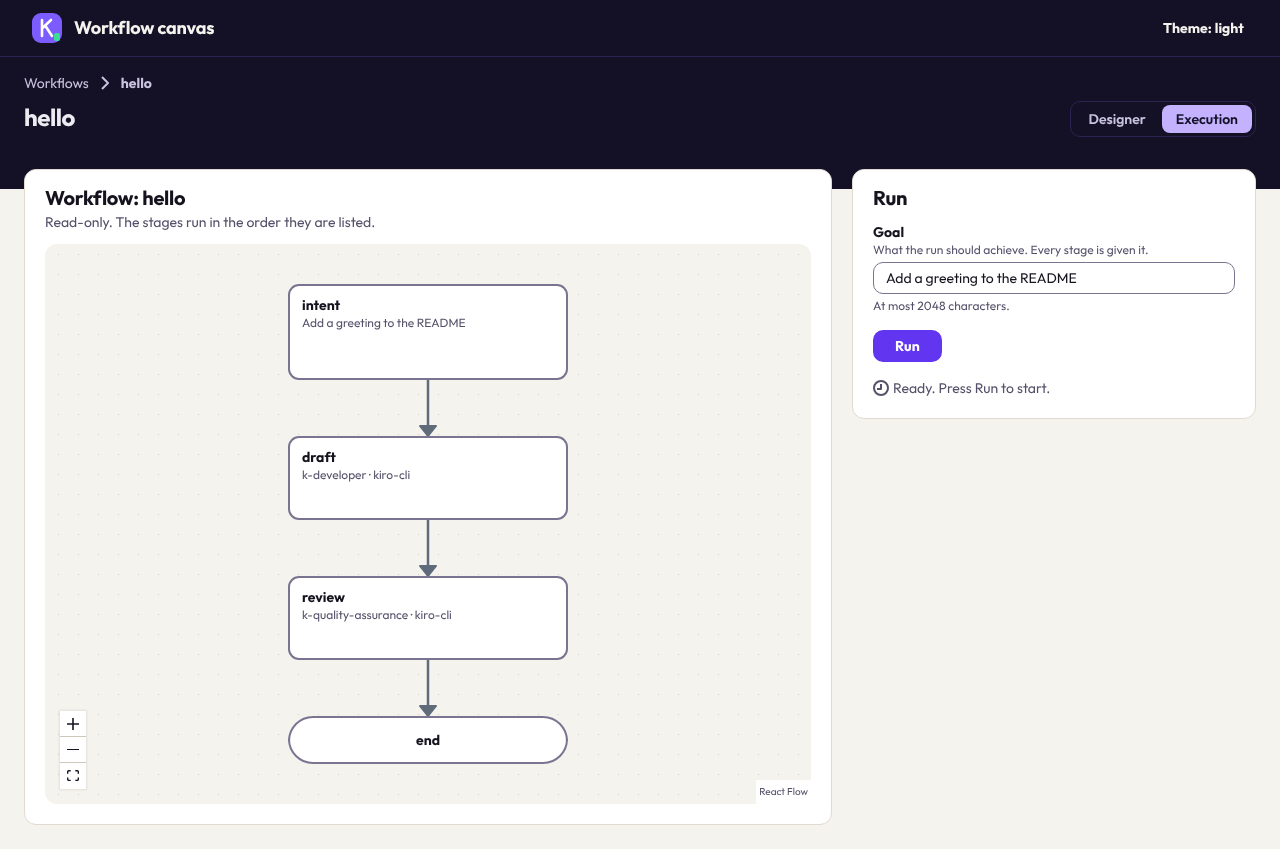 Workflow canvas
Theme: light
Workflows
hello
hello
Designer
Execution
Workflow: hello
Read-only. The stages run in the order they are listed.
intent
Add a greeting to the README
draft
k-developer · kiro-cli
review
k-quality-assurance · kiro-cli
end
React Flow
Run
Goal
What the run should achieve. Every stage is given it.
Add a greeting to the README
At most 2048 characters.
Run
Ready. Press Run to start.